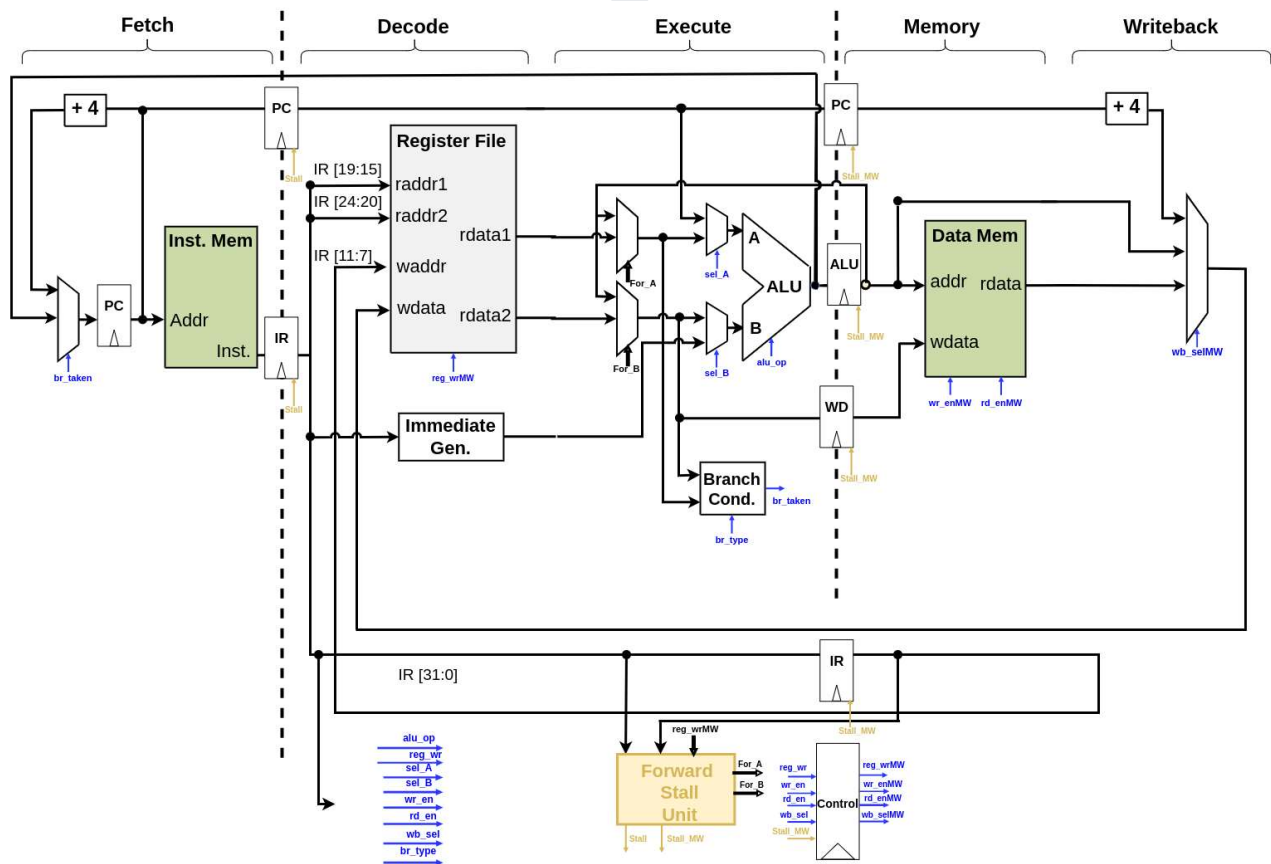 Fetch
Decode
Execute
Memory
Writeback
+ 4
PC
PC
+ 4
Stall
Stall_MW
Register File
IR [19:15]
raddr1
IR [24:20]
raddr2
rdata1
IR [11:7]
waddr
wdata
rdata2
reg_wrMW
Inst. Mem
Addr
Inst.
PC
br_taken
IR
Stall
For_A
For_B
sel_A
sel_B
A
B
ALU
alu_op
ALU
Stall_MW
Data Mem
addr
rdata
wdata
wr_enMW
rd_enMW
wb_selMW
Immediate
Gen.
WD
Stall_MW
Branch
Cond.
br_taken
br_type
IR [31:0]
IR
Stall_MW
alu_op
reg_wr
sel_A
sel_B
wr_en
rd_en
wb_sel
br_type
reg_wrMW
Forward
Stall
Unit
For_A
For_B
Stall
Stall_MW
reg_wr
wr_en
rd_en
wb_sel
Stall_MW
Control
reg_wrMW
wr_enMW
rd_enMW
wb_selMW